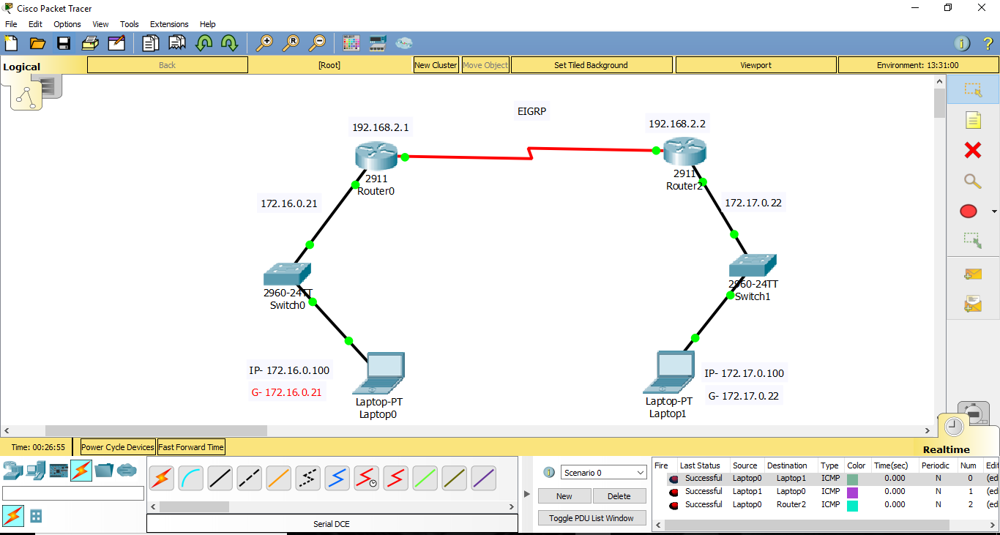 Cisco Packet Tracer
File Edit Options View Tools Extensions Help
SELECT
R
i
?
Logical
Back
[Root]
New Cluster
Move Object
Set Tiled Background
Viewport
Environment: 13:31:00
EIGRP
192.168.2.1
192.168.2.2
2911
Router0
2911
Router2
172.16.0.21
172.17.0.22
2960-24TT
Switch0
2960-24TT
Switch1
IP- 172.16.0.100
G- 172.16.0.21
Laptop-PT
Laptop0
IP- 172.17.0.100
G- 172.17.0.22
Laptop-PT
Laptop1
Time: 00:26:55
Power Cycle Devices
Fast Forward Time
Realtime
i
Scenario 0
New
Delete
Toggle PDU List Window
Serial DCE
Fire Last Status Source Destination Type Color Time(sec) Periodic Num Edit
Successful Laptop0 Laptop1 ICMP 0.000 N 0 (ed
Successful Laptop1 Laptop0 ICMP 0.000 N 1 (ed
Successful Laptop0 Router2 ICMP 0.000 N 2 (ed